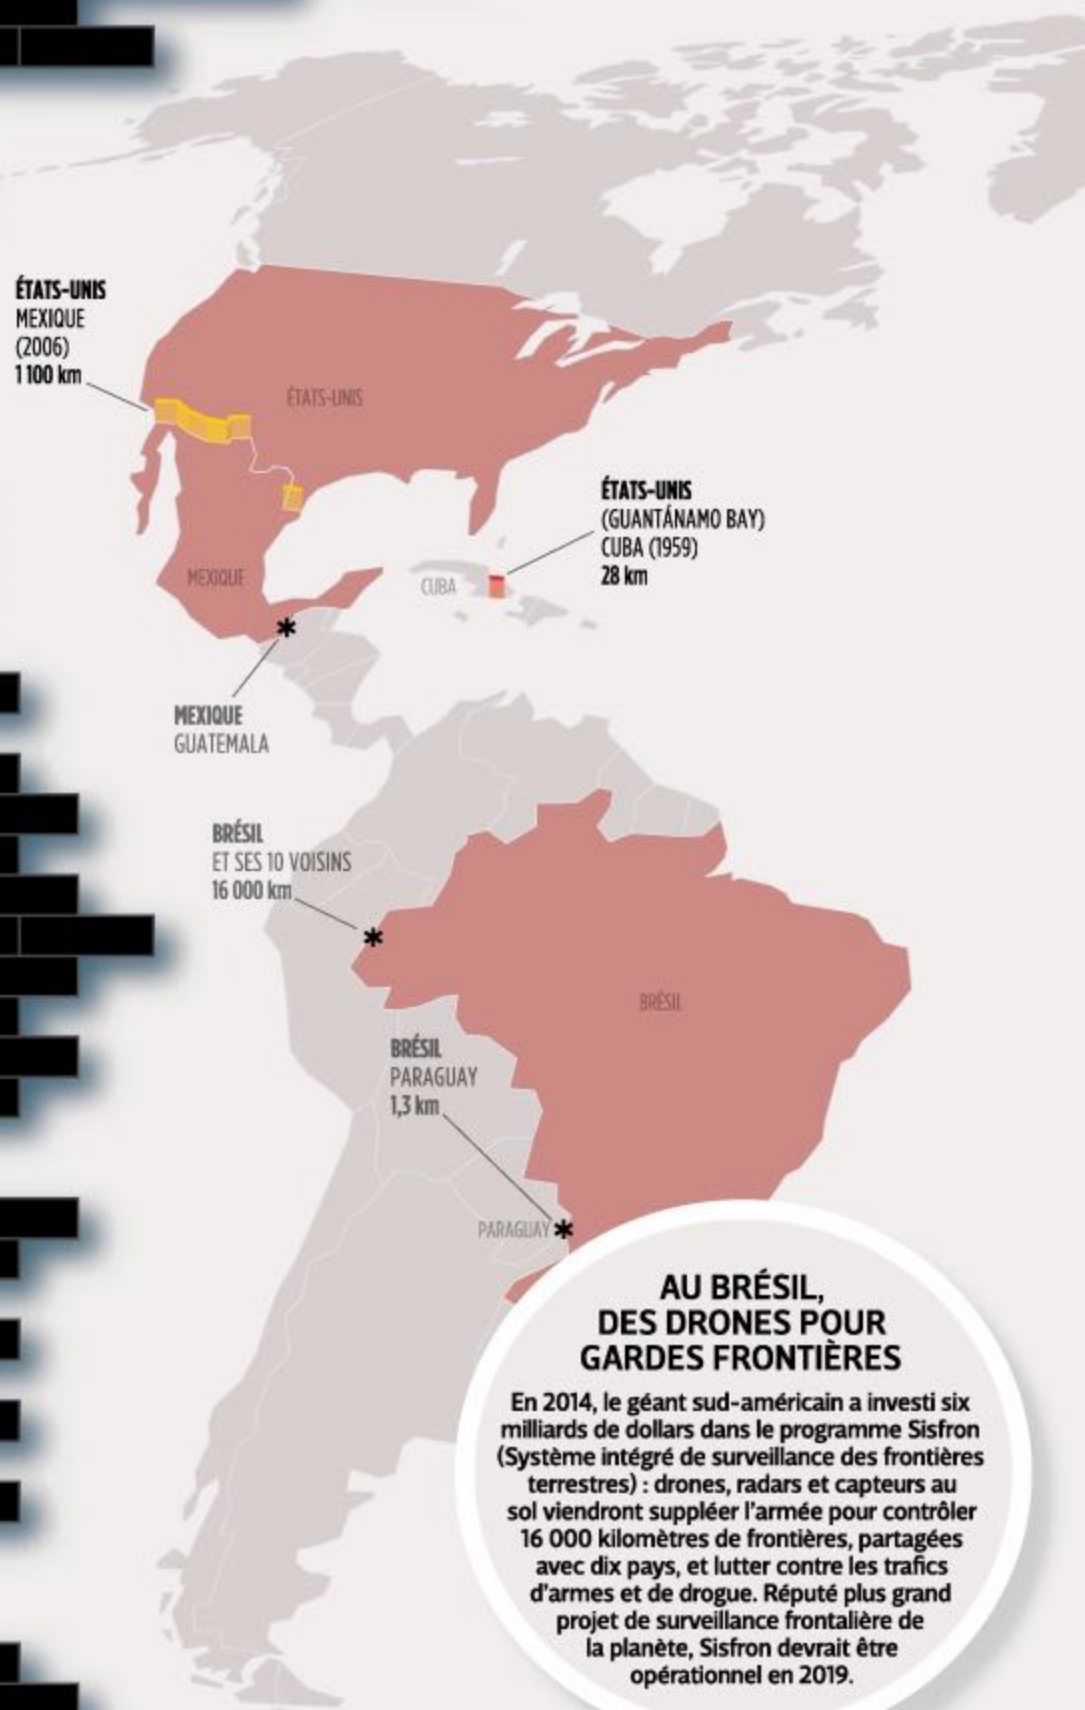 ÉTATS-UNIS
MEXIQUE
(2006)
1 100 km
ÉTATS-UNIS
ÉTATS-UNIS
(GUANTÁNAMO BAY)
CUBA (1959)
28 km
MEXIQUE
CUBA
MEXIQUE
GUATEMALA
BRÉSIL
ET SES 10 VOISINS
16 000 km
BRÉSIL
BRÉSIL
PARAGUAY
1,3 km
PARAGUAY
AU BRÉSIL,
DES DRONES POUR
GARDES FRONTIÈRES
En 2014, le géant sud-américain a investi six
milliards de dollars dans le programme Sisfron
(Système intégré de surveillance des frontières
terrestres) : drones, radars et capteurs au
sol viendront suppléer l'armée pour contrôler
16 000 kilomètres de frontières, partagées
avec dix pays, et lutter contre les trafics
d'armes et de drogue. Réputé plus grand
projet de surveillance frontalière de
la planète, Sisfron devrait être
opérationnel en 2019.